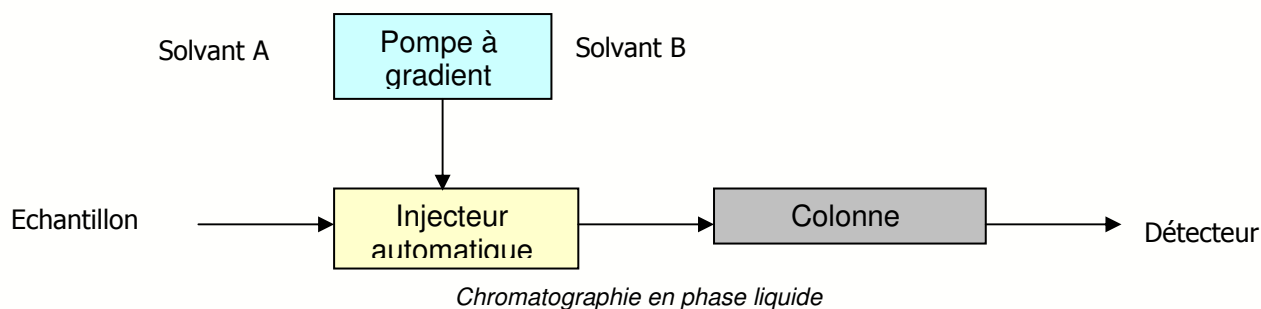 Solvant A
Pompe à
gradient
Solvant B
Echantillon
Injecteur
automatique
Colonne
Détecteur
Chromatographie en phase liquide